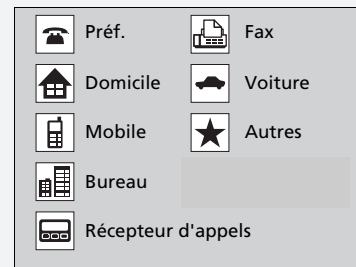 Préf. Fax
Domicile Voiture
Mobile Autres
Bureau
Récepteur d'appels